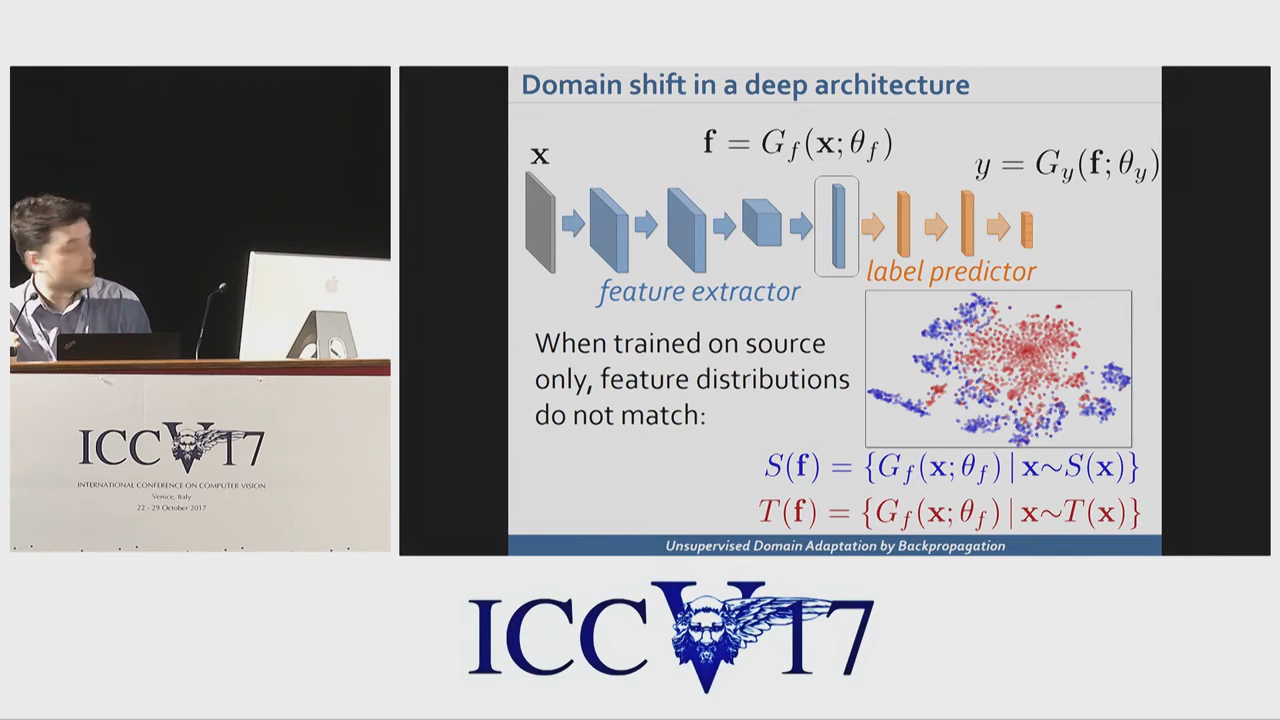 Domain shift in a deep architecture
x
f = G_f(x; θ_f)
y = G_y(f; θ_y)
feature extractor
label predictor
When trained on source
only, feature distributions
do not match:
S(f) = {G_f(x; θ_f) | x~S(x)}
T(f) = {G_f(x; θ_f) | x~T(x)}
Unsupervised Domain Adaptation by Backpropagation
ICCV17
INTERNATIONAL CONFERENCE ON COMPUTER VISION
Venice, Italy
22 - 29 October 2017
ICCV17